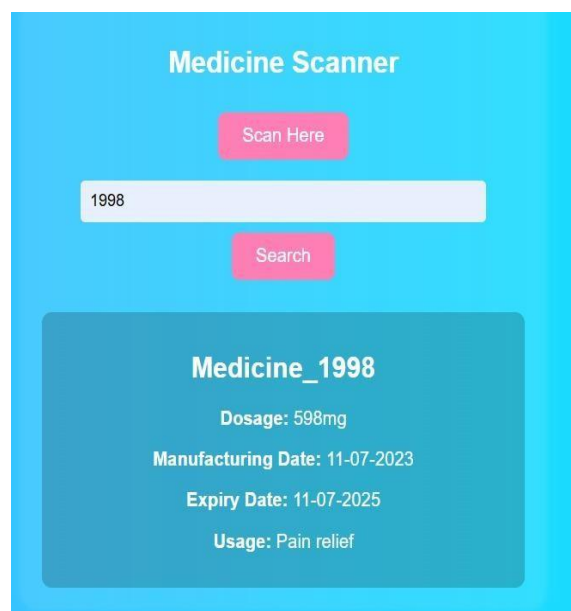 Medicine Scanner
Scan Here
1998
Search
Medicine_1998
Dosage: 598mg
Manufacturing Date: 11-07-2023
Expiry Date: 11-07-2025
Usage: Pain relief